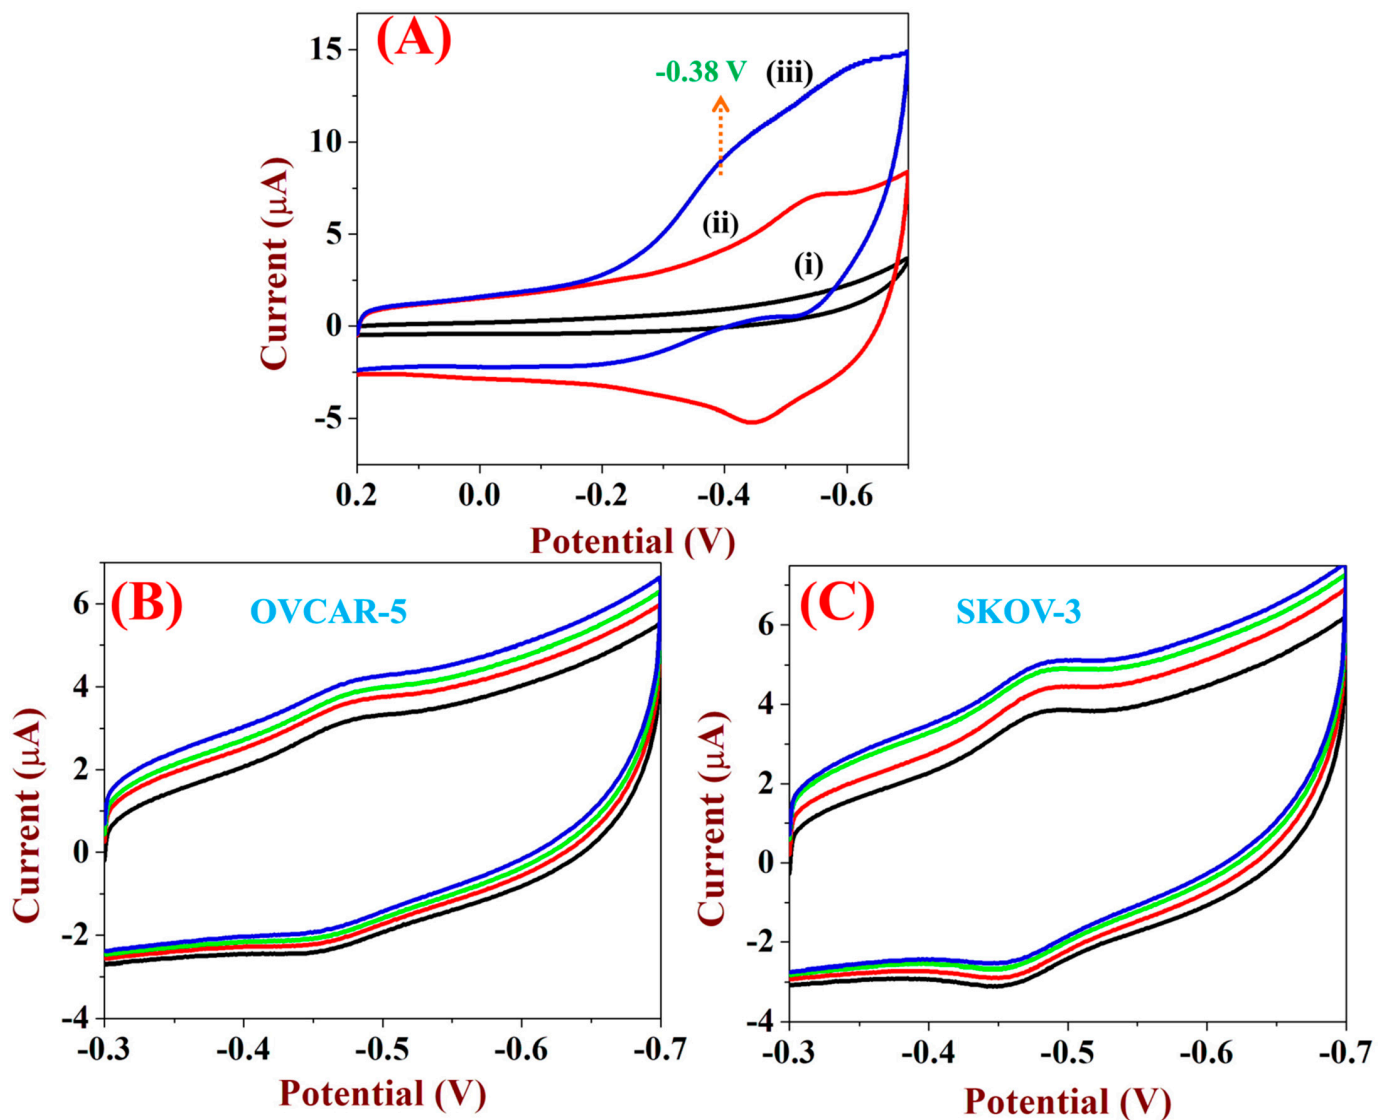 (A)
-0.38 V
(iii)
(ii)
(i)
15
10
5
0
-5
Current (μA)
0.2 0.0 -0.2 -0.4 -0.6
Potential (V)
(B)
OVCAR-5
6
4
2
0
-2
-4
Current (μA)
-0.3 -0.4 -0.5 -0.6 -0.7
Potential (V)
(C)
SKOV-3
6
4
2
0
-2
-4
Current (μA)
-0.3 -0.4 -0.5 -0.6 -0.7
Potential (V)